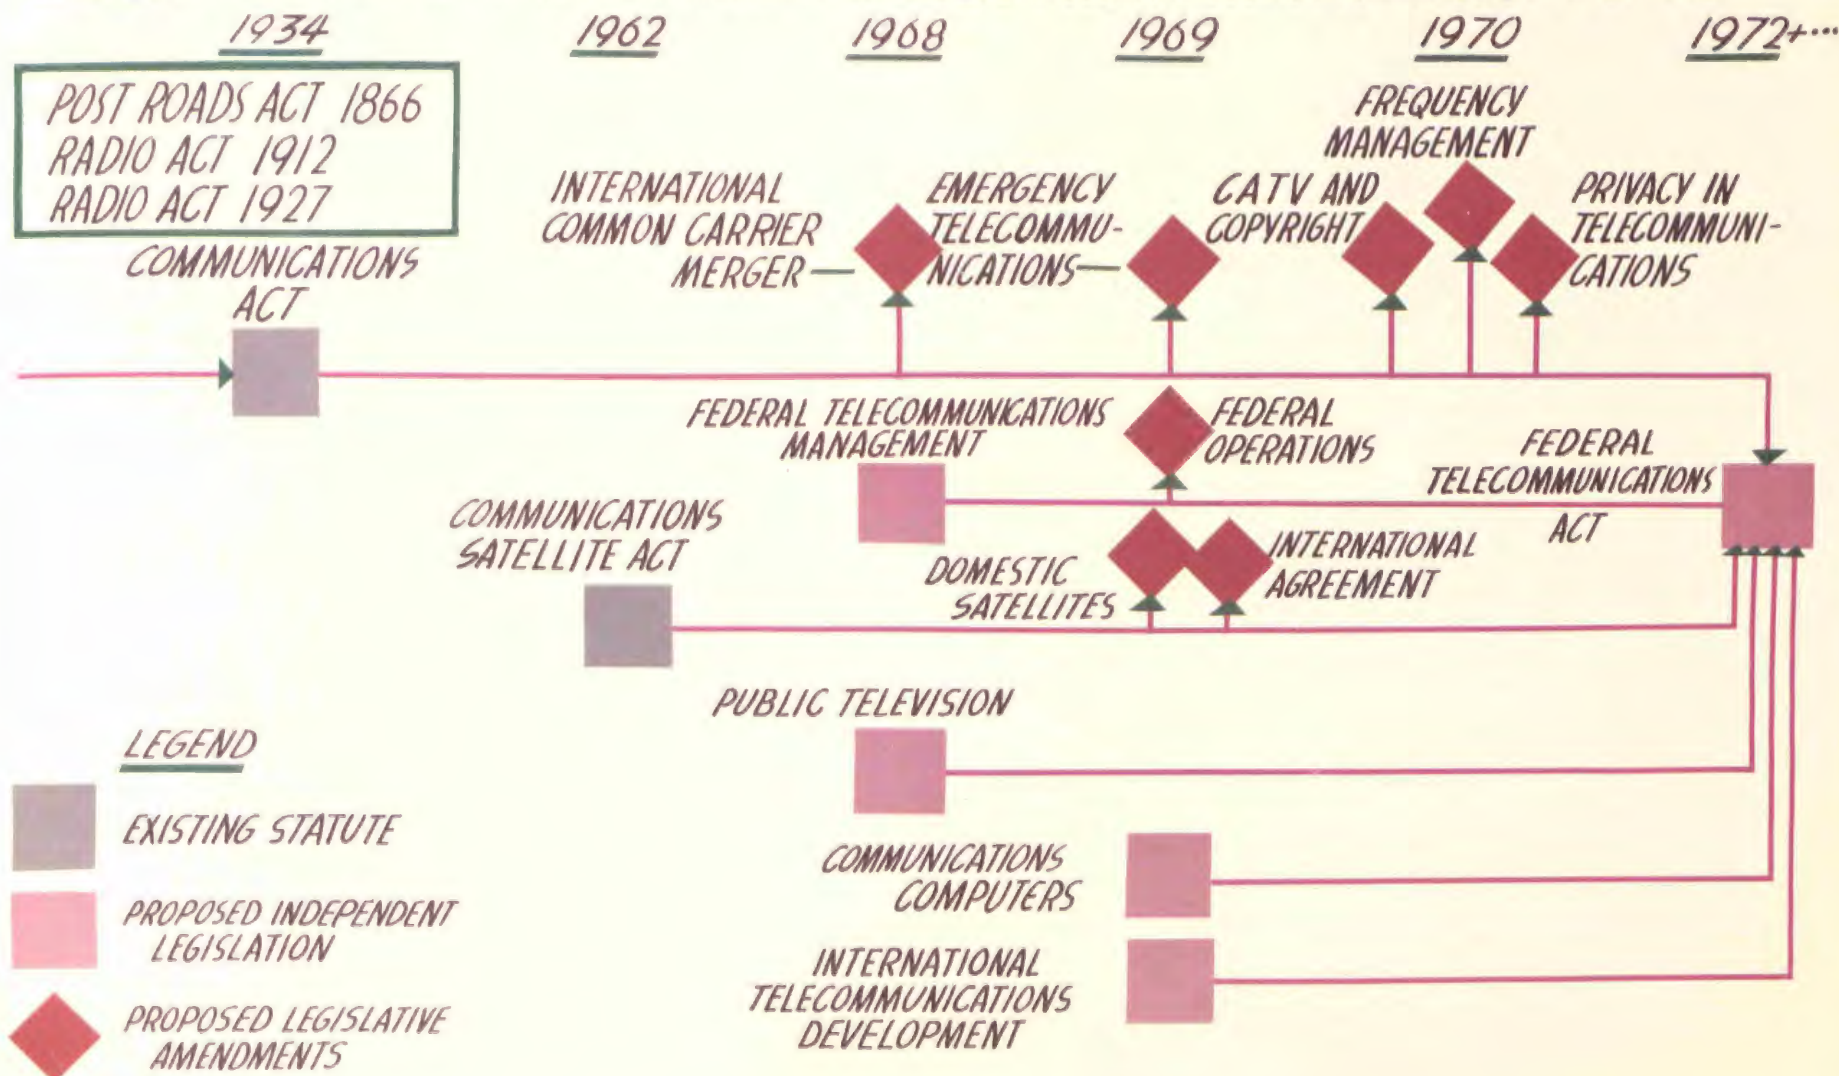 1934
1962
1968
1969
1970
1972+...
POST ROADS ACT 1866
RADIO ACT 1912
RADIO ACT 1927
COMMUNICATIONS
ACT
INTERNATIONAL
COMMON CARRIER
MERGER
EMERGENCY
TELECOMMU-
NICATIONS
CATV AND
COPYRIGHT
FREQUENCY
MANAGEMENT
PRIVACY IN
TELECOMMUNI-
CATIONS
FEDERAL TELECOMMUNICATIONS
MANAGEMENT
FEDERAL
OPERATIONS
FEDERAL
TELECOMMUNICATIONS
ACT
COMMUNICATIONS
SATELLITE ACT
DOMESTIC
SATELLITES
INTERNATIONAL
AGREEMENT
PUBLIC TELEVISION
COMMUNICATIONS
COMPUTERS
INTERNATIONAL
TELECOMMUNICATIONS
DEVELOPMENT
LEGEND
EXISTING STATUTE
PROPOSED INDEPENDENT
LEGISLATION
PROPOSED LEGISLATIVE
AMENDMENTS